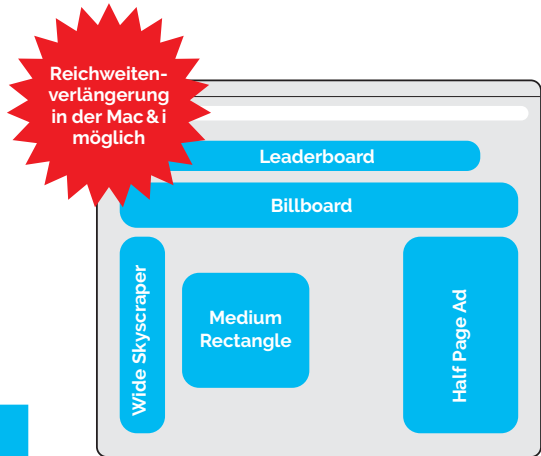 Reichweiten-
verlängerung
in der Mac & i
möglich
Leaderboard
Billboard
Wide Skyscraper
Medium
Rectangle
Half Page Ad